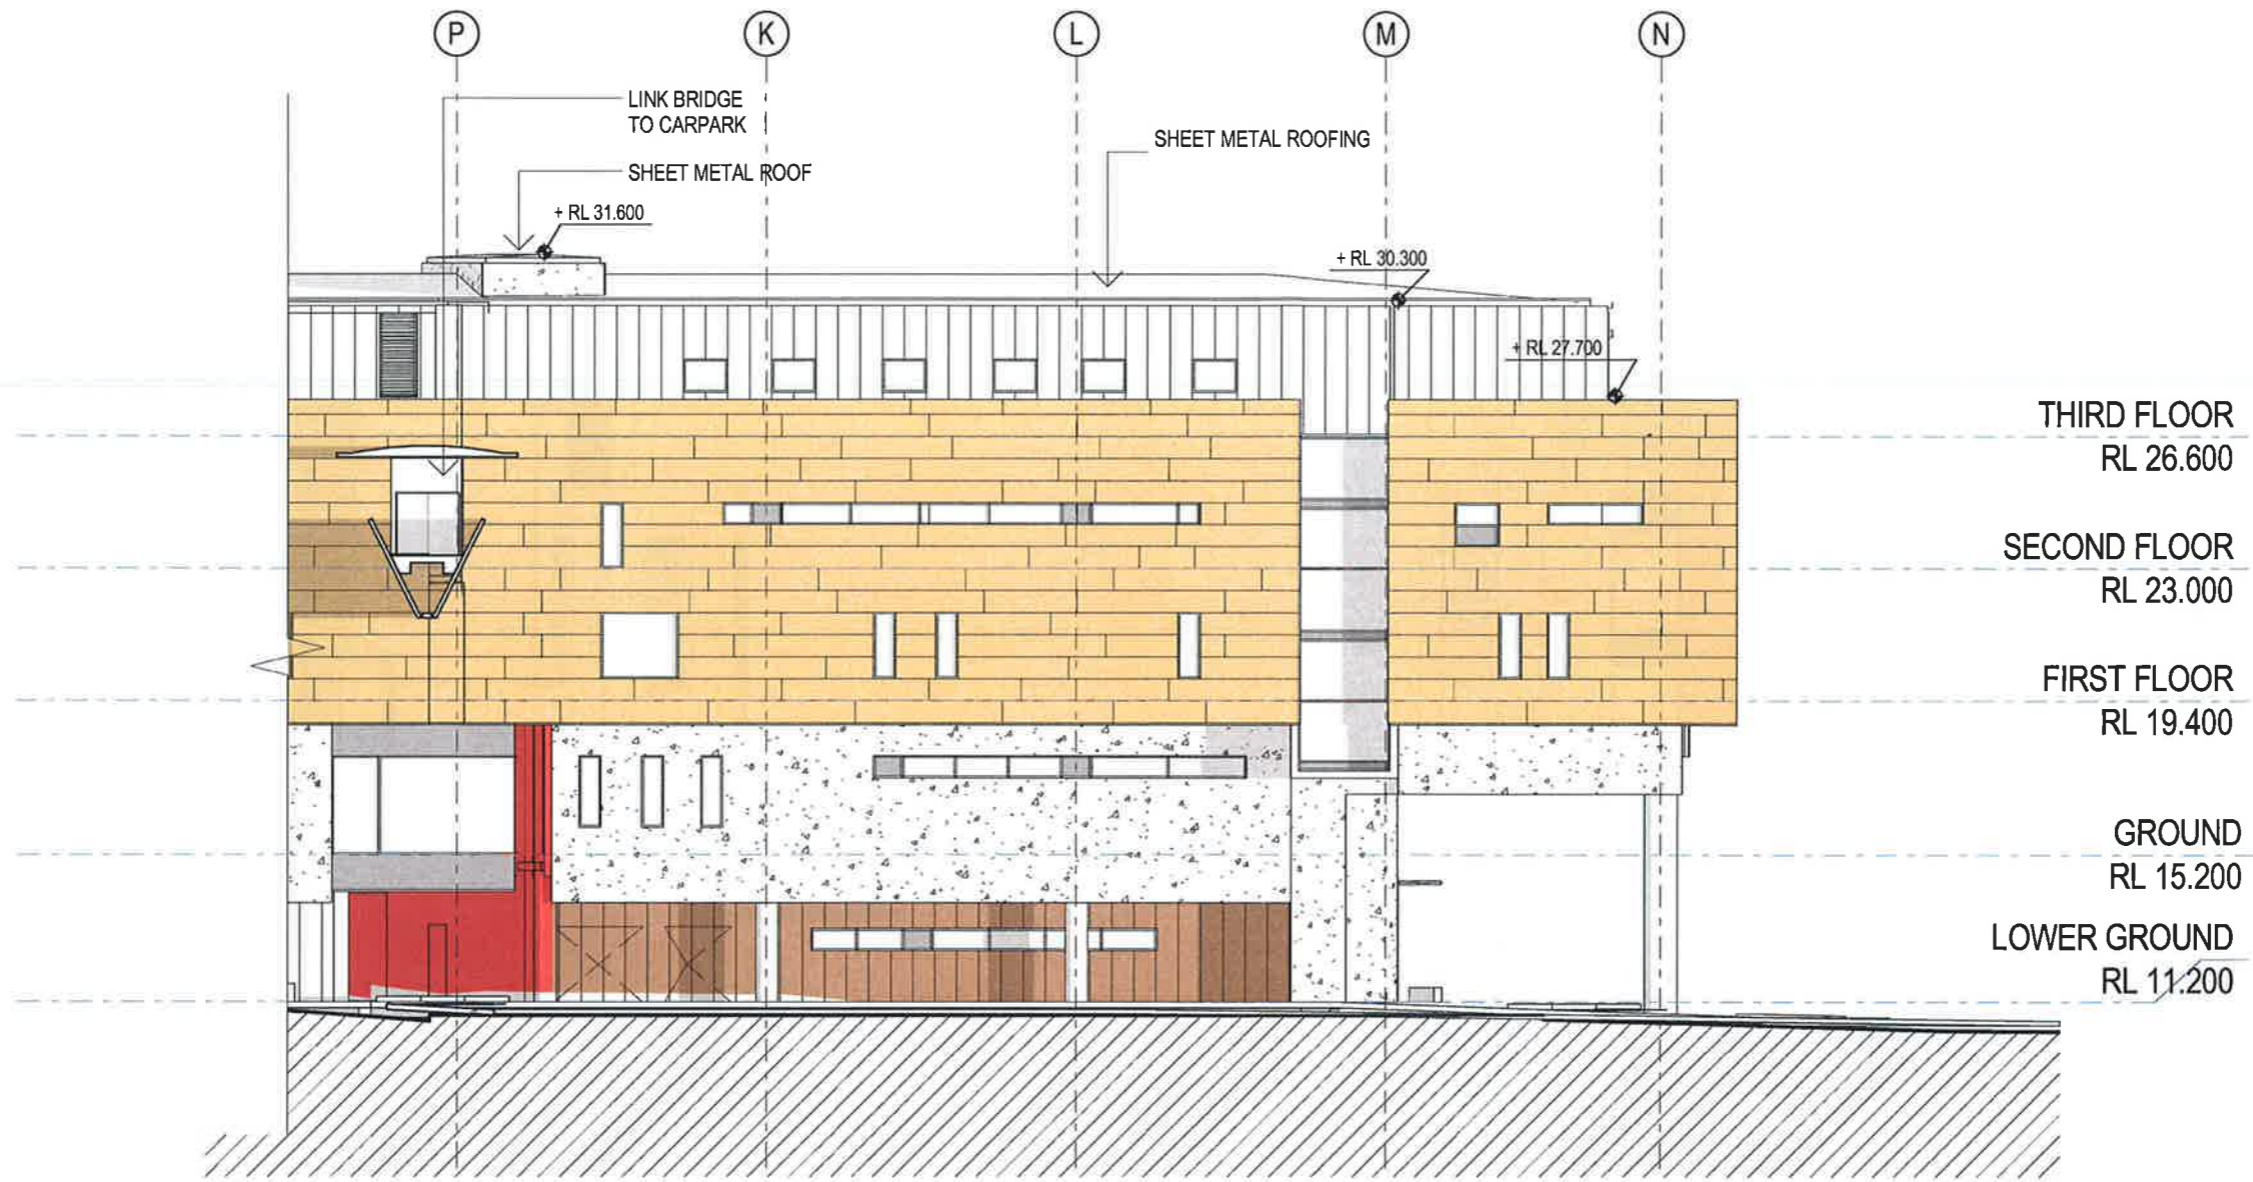 P K L M N
LINK BRIDGE
TO CARPARK
SHEET METAL ROOFING
SHEET METAL ROOF
+ RL 31.600
+ RL 30.300
+ RL 27.700
THIRD FLOOR
RL 26.600
SECOND FLOOR
RL 23.000
FIRST FLOOR
RL 19.400
GROUND
RL 15.200
LOWER GROUND
RL 11.200